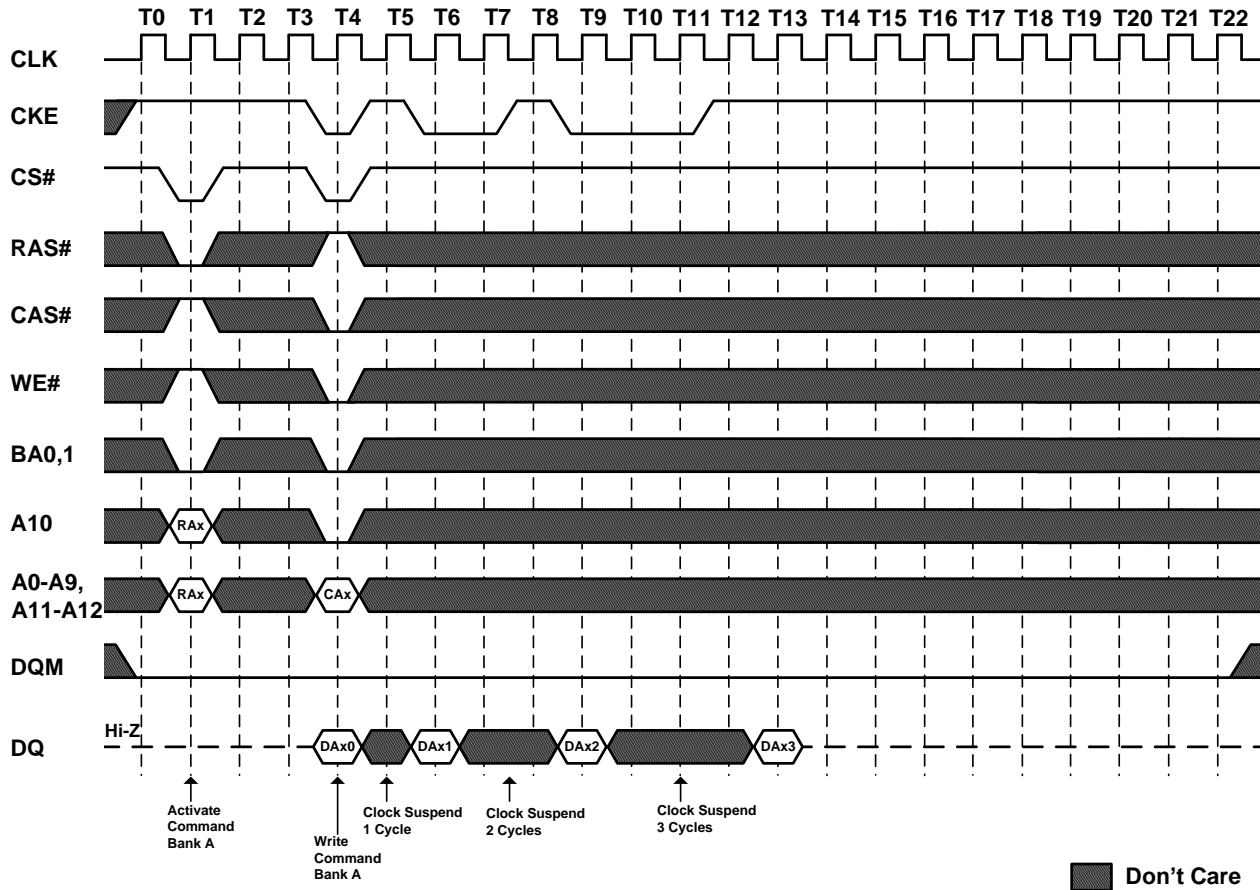 T0 T1 T2 T3 T4 T5 T6 T7 T8 T9 T10 T11 T12 T13 T14 T15 T16 T17 T18 T19 T20 T21 T22
CLK
CKE
CS#
RAS#
CAS#
WE#
BA0,1
A10 RAx
A0-A9,
A11-A12 RAx CAx
DQM
Hi-Z
DQ DAx0 DAx1 DAx2 DAx3
Activate
Command
Bank A
Write
Command
Bank A
Clock Suspend
1 Cycle
Clock Suspend
2 Cycles
Clock Suspend
3 Cycles
Don't Care